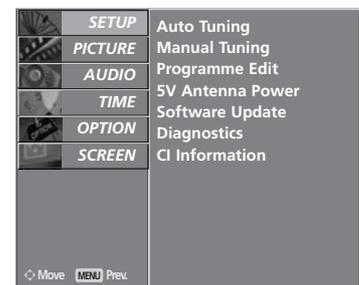 SETUP
PICTURE
AUDIO
TIME
OPTION
SCREEN
Auto Tuning
Manual Tuning
Programme Edit
5V Antenna Power
Software Update
Diagnostics
CI Information
Move MENU Prev.